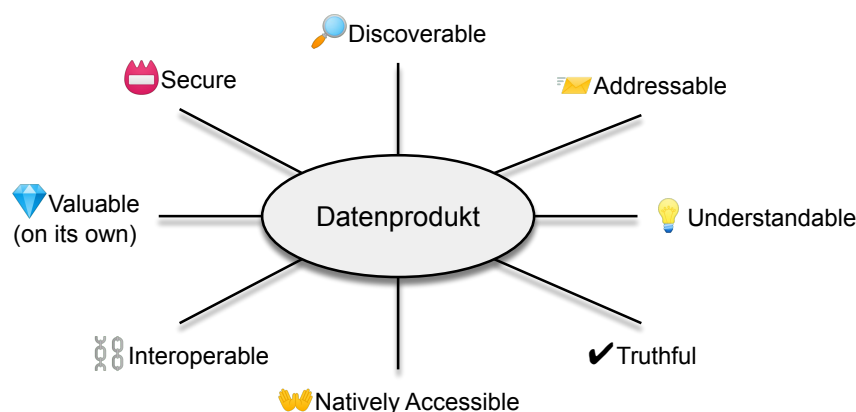 Discoverable
Secure
Addressable
Valuable
(on its own)
Datenprodukt
Understandable
Interoperable
Truthful
Natively Accessible